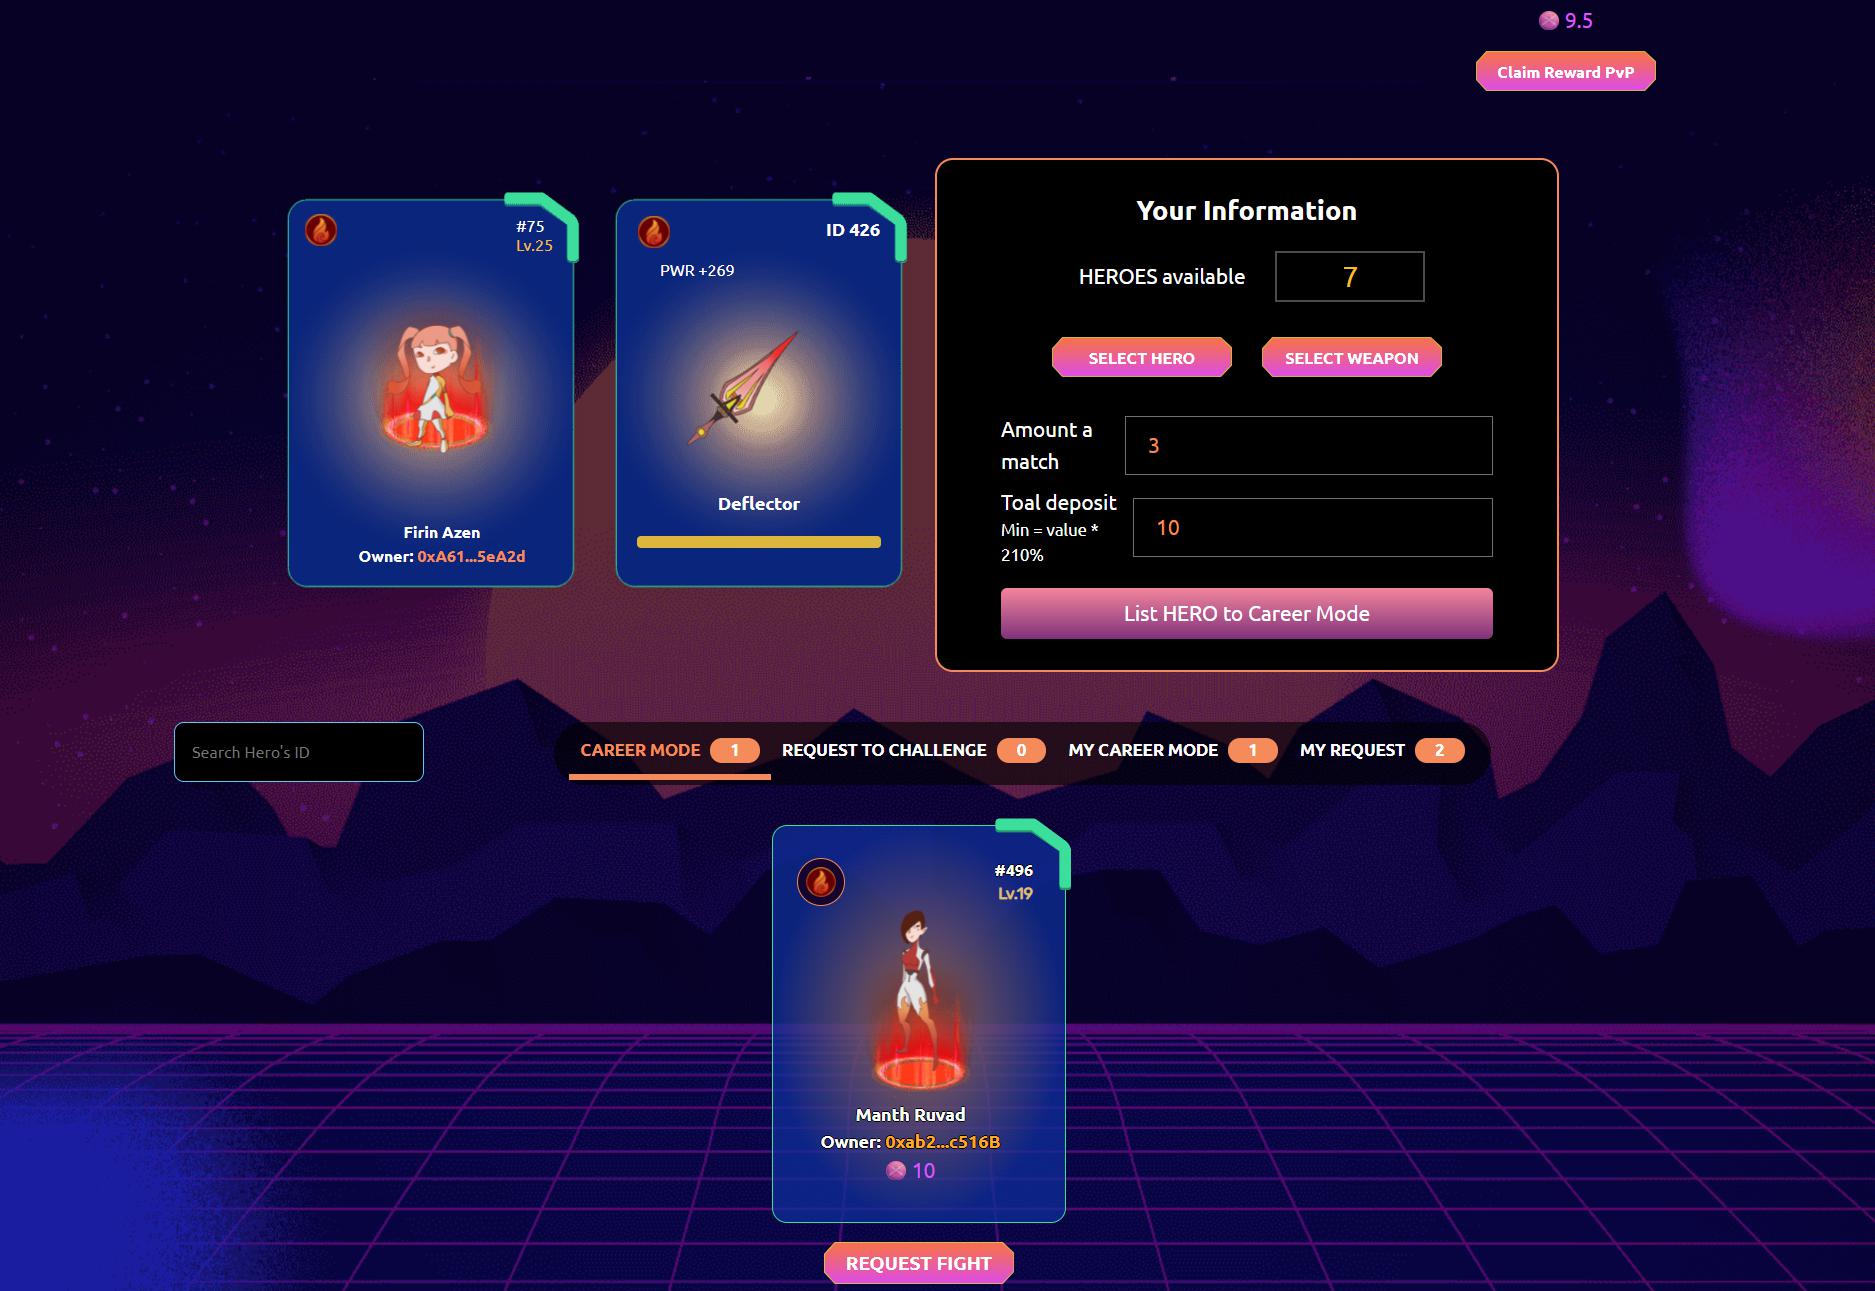 9.5
Claim Reward PvP
#75
Lv.25
Firin Azen
Owner: 0xA61...5eA2d
ID 426
PWR +269
Deflector
Your Information
HEROES available 7
SELECT HERO SELECT WEAPON
Amount a
match
3
Toal deposit
Min = value *
210%
10
List HERO to Career Mode
Search Hero's ID
CAREER MODE 1 REQUEST TO CHALLENGE 0 MY CAREER MODE 1 MY REQUEST 2
#496
Lv.19
Manth Ruvad
Owner: 0xab2...c516B
10
REQUEST FIGHT